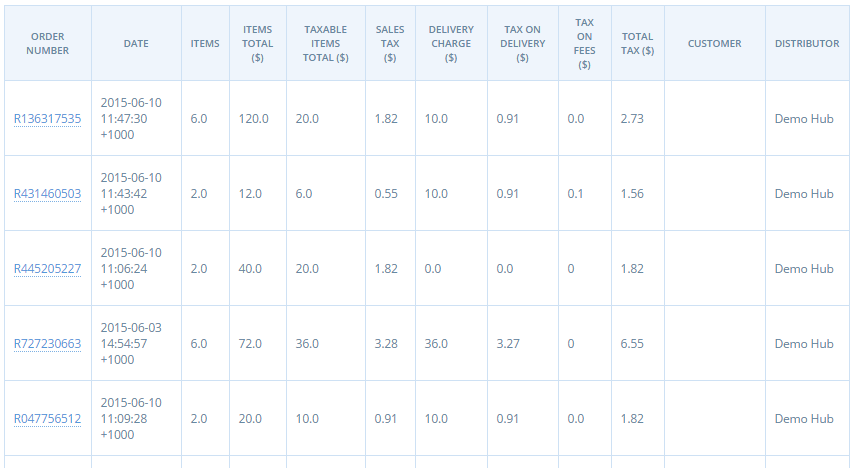 ORDER NUMBER DATE ITEMS ITEMS TOTAL ($) TAXABLE ITEMS TOTAL ($) SALES TAX ($) DELIVERY CHARGE ($) TAX ON DELIVERY ($) TAX ON FEES ($) TOTAL TAX ($) CUSTOMER DISTRIBUTOR
R136317535 2015-06-10 11:47:30 +1000 6.0 120.0 20.0 1.82 10.0 0.91 0.0 2.73 Demo Hub
R431460503 2015-06-10 11:43:42 +1000 2.0 12.0 6.0 0.55 10.0 0.91 0.1 1.56 Demo Hub
R445205227 2015-06-10 11:06:24 +1000 2.0 40.0 20.0 1.82 0.0 0.0 0 1.82 Demo Hub
R727230663 2015-06-03 14:54:57 +1000 6.0 72.0 36.0 3.28 36.0 3.27 0 6.55 Demo Hub
R047756512 2015-06-10 11:09:28 +1000 2.0 20.0 10.0 0.91 10.0 0.91 0.0 1.82 Demo Hub